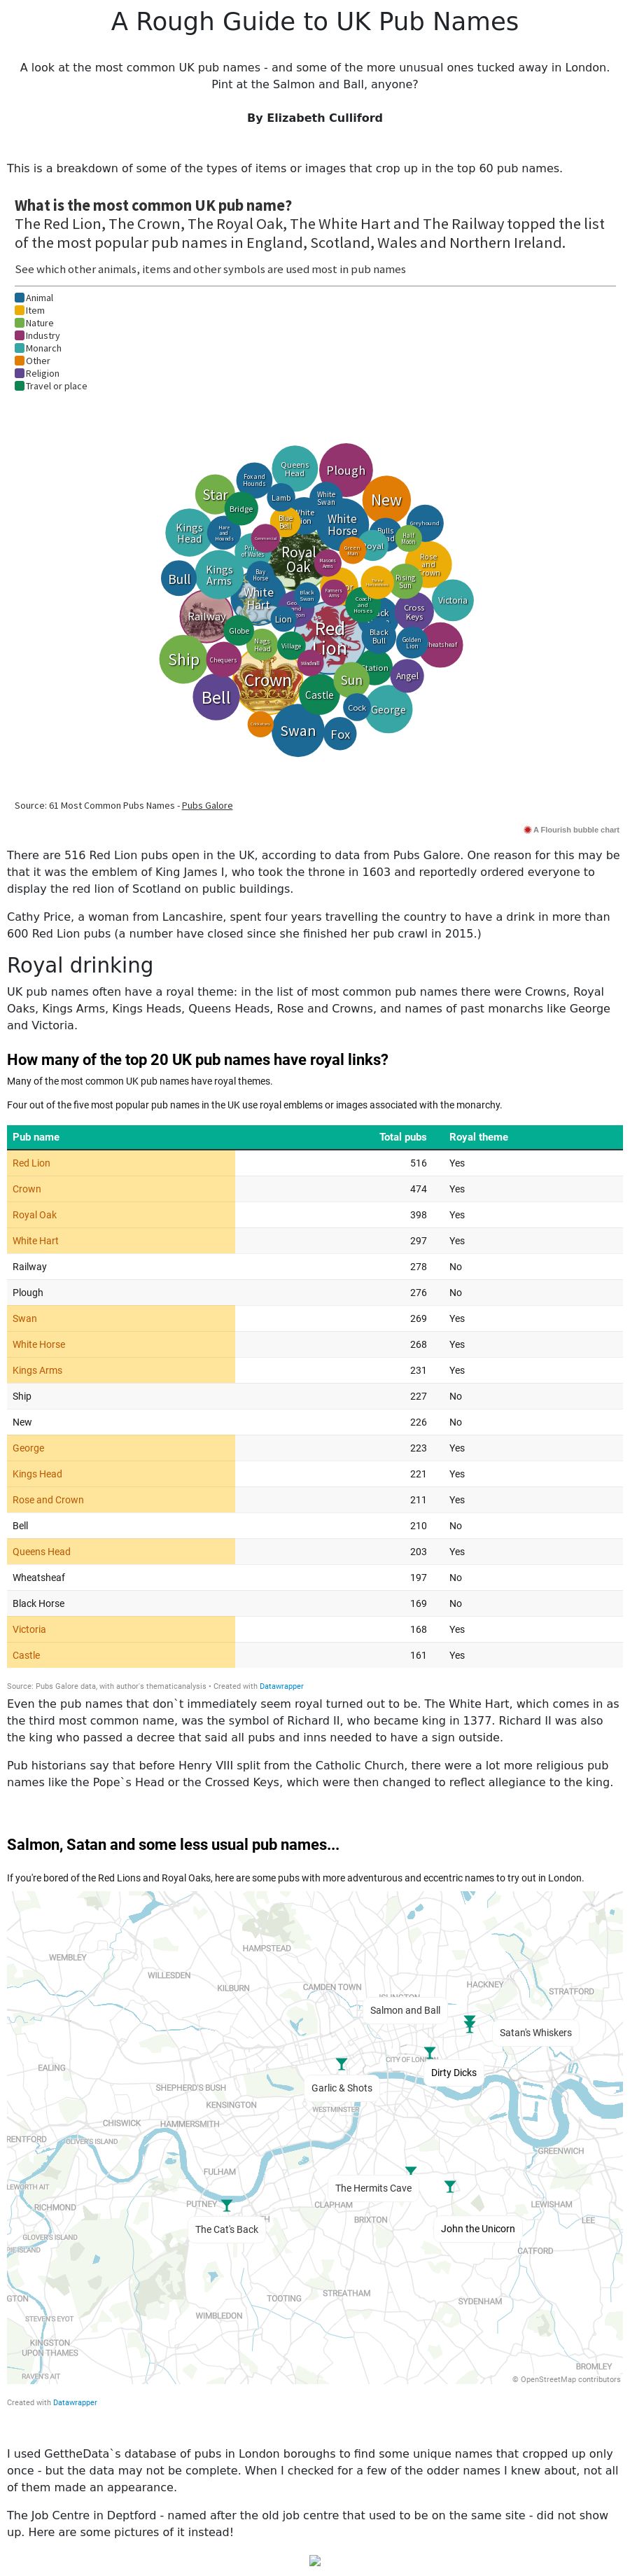 A Rough Guide to UK Pub Names
A look at the most common UK pub names - and some of the more unusual ones tucked away in London.
Pint at the Salmon and Ball, anyone?
By Elizabeth Culliford
This is a breakdown of some of the types of items or images that crop up in the top 60 pub names.
What is the most common UK pub name?
The Red Lion, The Crown, The Royal Oak, The White Hart and The Railway topped the list
of the most popular pub names in England, Scotland, Wales and Northern Ireland.
See which other animals, items and other symbols are used most in pub names
Animal
Item
Nature
Industry
Monarch
Other
Religion
Travel or place
Queens
Head
Plough
Fox and
Hounds
Star
Lamb
White
Swan
New
Bridge
Blue
Bell
White
Horse
Greyhound
Kings
Head
Hare
and
Hounds
Half
Moon
Royal
Oak
Green
Man
Masons
Arms
Rose
and
Crown
Bull
Kings
Arms
Bay
Horse
Rising
Sun
White
Hart
Black
Swan
Farmers
Arms
Coach
and
Horses
Cross
Keys
Victoria
Railway
Lion
Globe
Red
Lion
Black
Bull
Golden
Lion
Nags
Head
Village
Ship
Chequers
Angel
Crown
Sun
Bell
Castle
Cock
George
Swan
Fox
Source: 61 Most Common Pubs Names - Pubs Galore
A Flourish bubble chart
There are 516 Red Lion pubs open in the UK, according to data from Pubs Galore. One reason for this may be
that it was the emblem of King James I, who took the throne in 1603 and reportedly ordered everyone to
display the red lion of Scotland on public buildings.
Cathy Price, a woman from Lancashire, spent four years travelling the country to have a drink in more than
600 Red Lion pubs (a number have closed since she finished her pub crawl in 2015.)
Royal drinking
UK pub names often have a royal theme: in the list of most common pub names there were Crowns, Royal
Oaks, Kings Arms, Kings Heads, Queens Heads, Rose and Crowns, and names of past monarchs like George
and Victoria.
How many of the top 20 UK pub names have royal links?
Many of the most common UK pub names have royal themes.
Four out of the five most popular pub names in the UK use royal emblems or images associated with the monarchy.
Pub name Total pubs Royal theme
Red Lion 516 Yes
Crown 474 Yes
Royal Oak 398 Yes
White Hart 297 Yes
Railway 278 No
Plough 276 No
Swan 269 Yes
White Horse 268 Yes
Kings Arms 231 Yes
Ship 227 No
New 226 No
George 223 Yes
Kings Head 221 Yes
Rose and Crown 211 Yes
Bell 210 No
Queens Head 203 Yes
Wheatsheaf 197 No
Black Horse 169 No
Victoria 168 Yes
Castle 161 Yes
Source: Pubs Galore data, with author's thematicanalysis • Created with Datawrapper
Even the pub names that don`t immediately seem royal turned out to be. The White Hart, which comes in as
the third most common name, was the symbol of Richard II, who became king in 1377. Richard II was also
the king who passed a decree that said all pubs and inns needed to have a sign outside.
Pub historians say that before Henry VIII split from the Catholic Church, there were a lot more religious pub
names like the Pope`s Head or the Crossed Keys, which were then changed to reflect allegiance to the king.
Salmon, Satan and some less usual pub names...
If you're bored of the Red Lions and Royal Oaks, here are some pubs with more adventurous and eccentric names to try out in London.
HAMPSTEAD
WEMBLEY
WILLESDEN
KILBURN
CAMDEN TOWN
HACKNEY
STRATFORD
Salmon and Ball
Satan's Whiskers
CITY OF
Dirty Dicks
EALING
SHEPHERD'S BUSH
Garlic & Shots
KENSINGTON
WESTMINSTER
CHISWICK
HAMMERSMITH
OLIVER'S ISLAND
GREENWICH
FULHAM
The Hermits Cave
RICHMOND
PUTNEY
CLAPHAM
BRIXTON
LEWISHAM
LEE
The Cat's Back
John the Unicorn
GLOVER'S ISLAND
CATFORD
TOOTING
STREATHAM
SYDENHAM
WIMBLEDON
STEVEN'S EYOT
KINGSTON
UPON THAMES
RAVEN'S AIT
BROMLEY
© OpenStreetMap contributors
Created with Datawrapper
I used GettheData`s database of pubs in London boroughs to find some unique names that cropped up only
once - but the data may not be complete. When I checked for a few of the odder names I knew about, not all
of them made an appearance.
The Job Centre in Deptford - named after the old job centre that used to be on the same site - did not show
up. Here are some pictures of it instead!